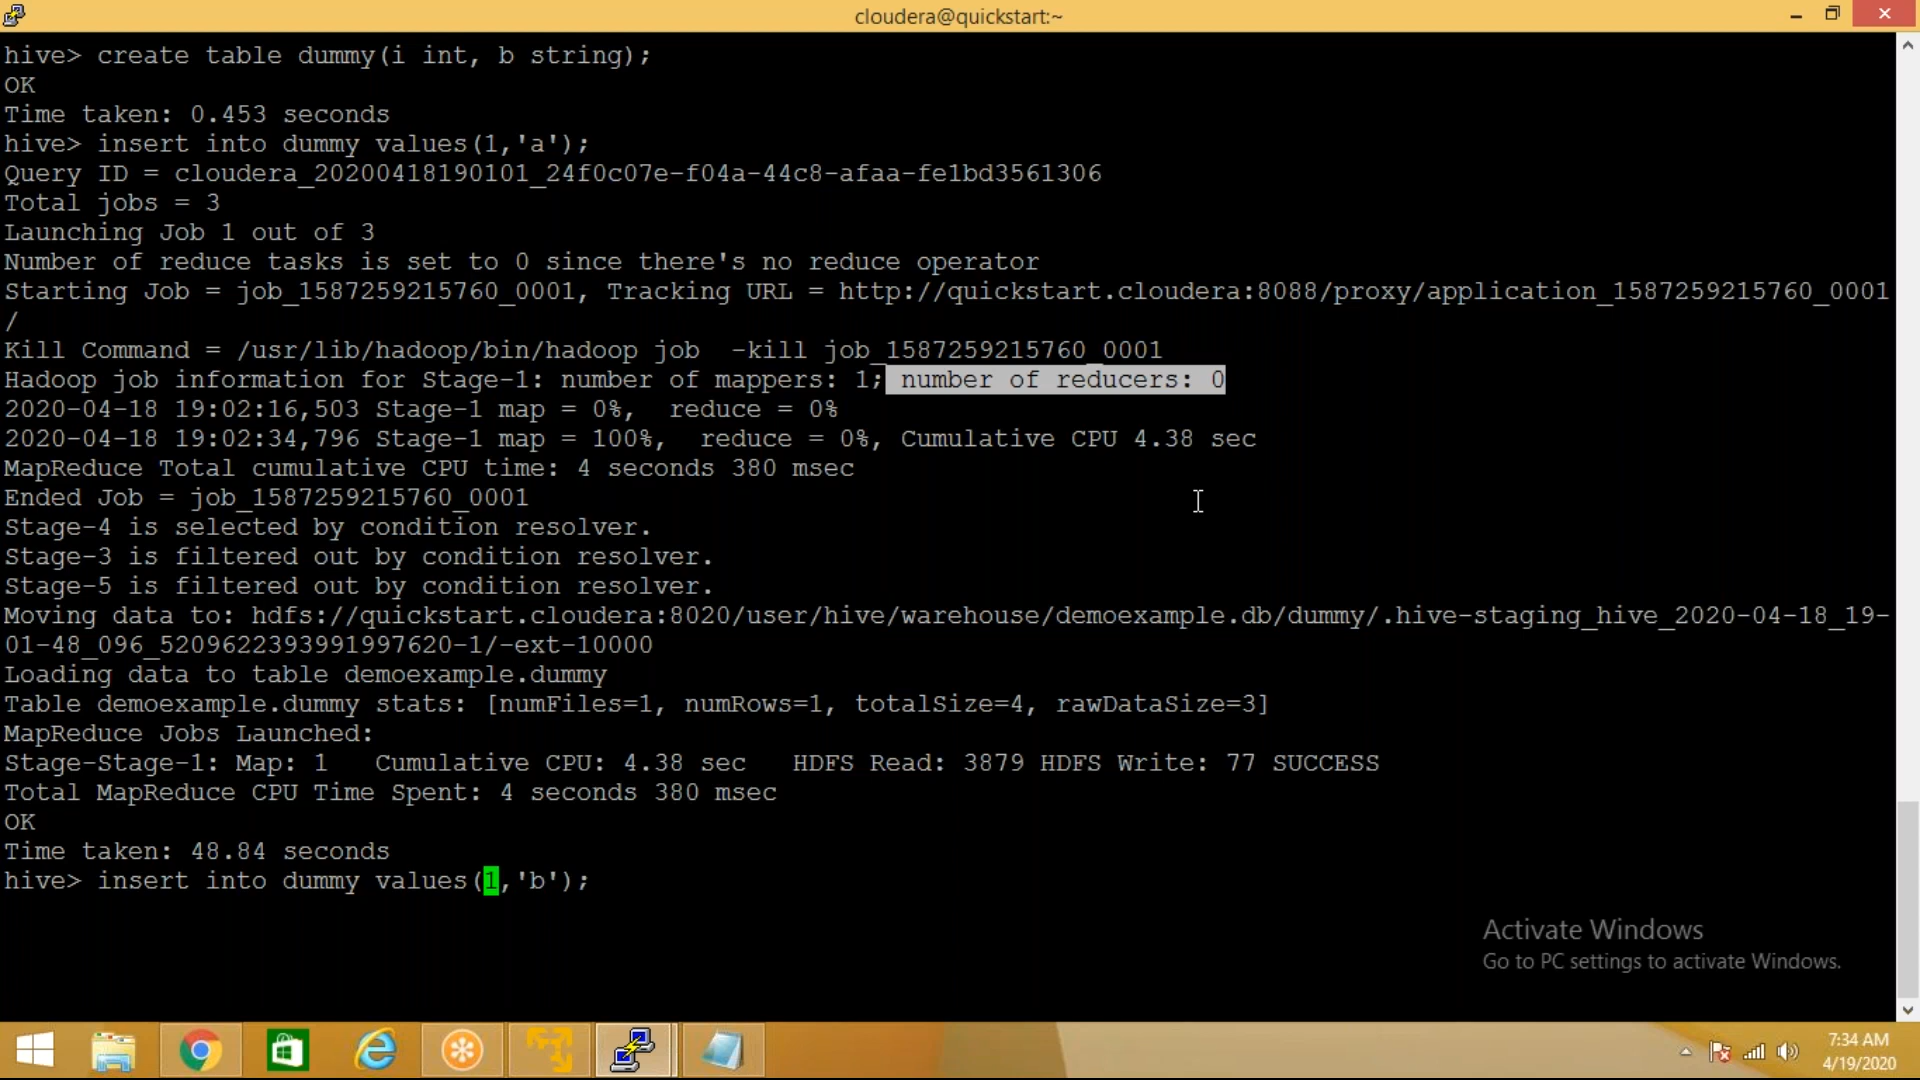 cloudera@quickstart:~
hive> create table dummy(i int, b string);
OK
Time taken: 0.453 seconds
hive> insert into dummy values(1,'a');
Query ID = cloudera_20200418190101_24f0c07e-f04a-44c8-afaa-fe1bd3561306
Total jobs = 3
Launching Job 1 out of 3
Number of reduce tasks is set to 0 since there's no reduce operator
Starting Job = job_1587259215760_0001, Tracking URL = http://quickstart.cloudera:8088/proxy/application_1587259215760_0001
/
Kill Command = /usr/lib/hadoop/bin/hadoop job  -kill job_1587259215760_0001
Hadoop job information for Stage-1: number of mappers: 1; number of reducers: 0
2020-04-18 19:02:16,503 Stage-1 map = 0%,  reduce = 0%
2020-04-18 19:02:34,796 Stage-1 map = 100%,  reduce = 0%, Cumulative CPU 4.38 sec
MapReduce Total cumulative CPU time: 4 seconds 380 msec
Ended Job = job_1587259215760_0001
Stage-4 is selected by condition resolver.
Stage-3 is filtered out by condition resolver.
Stage-5 is filtered out by condition resolver.
Moving data to: hdfs://quickstart.cloudera:8020/user/hive/warehouse/demoexample.db/dummy/.hive-staging_hive_2020-04-18_19-
01-48_096_5209622393991997620-1/-ext-10000
Loading data to table demoexample.dummy
Table demoexample.dummy stats: [numFiles=1, numRows=1, totalSize=4, rawDataSize=3]
MapReduce Jobs Launched:
Stage-Stage-1: Map: 1   Cumulative CPU: 4.38 sec   HDFS Read: 3879 HDFS Write: 77 SUCCESS
Total MapReduce CPU Time Spent: 4 seconds 380 msec
OK
Time taken: 48.84 seconds
hive> insert into dummy values(1,'b');
Activate Windows
Go to PC settings to activate Windows.
7:34 AM
4/19/2020